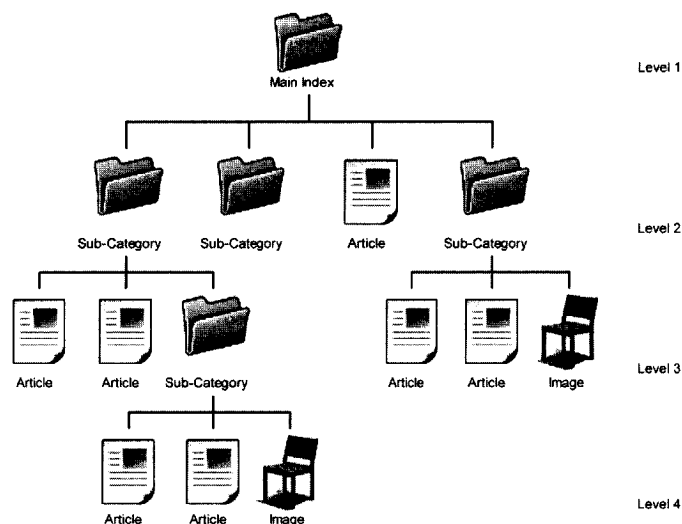 Main Index
Level 1
Sub-Category
Sub-Category
Article
Sub-Category
Level 2
Article
Article
Sub-Category
Article
Article
Image
Level 3
Article
Article
Image
Level 4